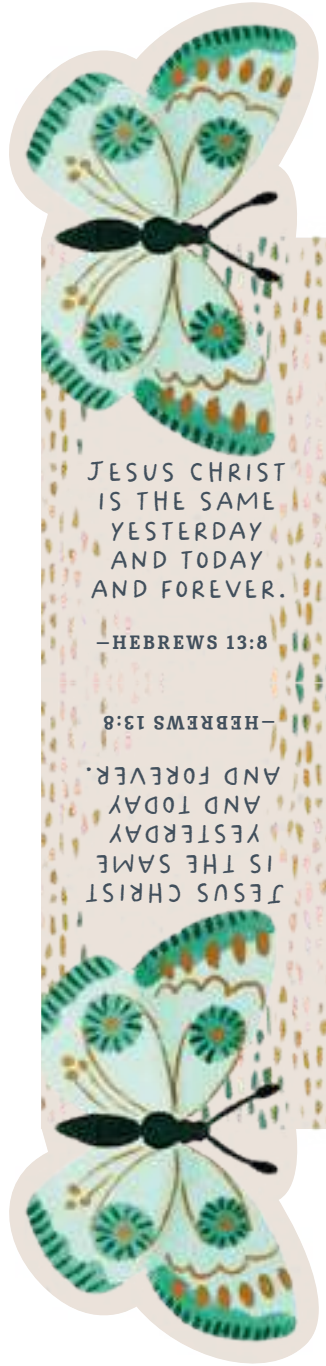 JESUS CHRIST
IS THE SAME
YESTERDAY
AND TODAY
AND FOREVER.
—HEBREWS 13:8
—HEBREWS 13:8
JESUS CHRIST
IS THE SAME
YESTERDAY
AND TODAY
AND FOREVER.